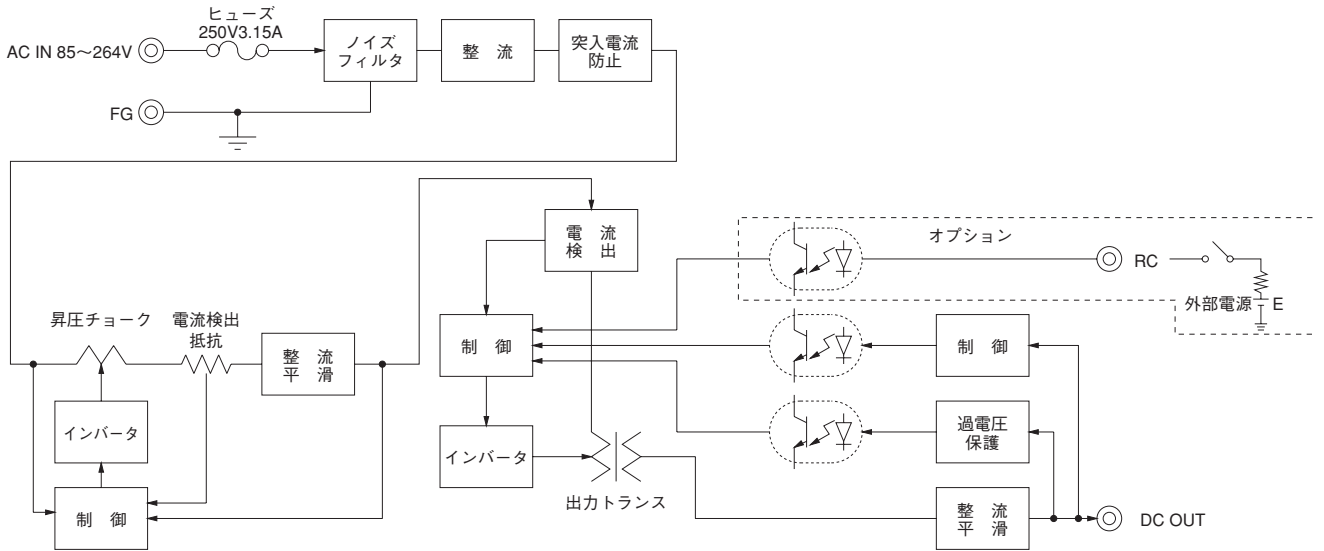 ヒューズ
250V3.15A
AC IN 85～264V
ノイズ
フィルタ
整 流
突入電流
防止
FG
電 流
検 出
オプション
RC
外部電源
E
昇圧チョーク
電流検出
抵抗
整 流
平 滑
制 御
制 御
インバータ
過電圧
保護
インバータ
出力トランス
制 御
整 流
平 滑
DC OUT